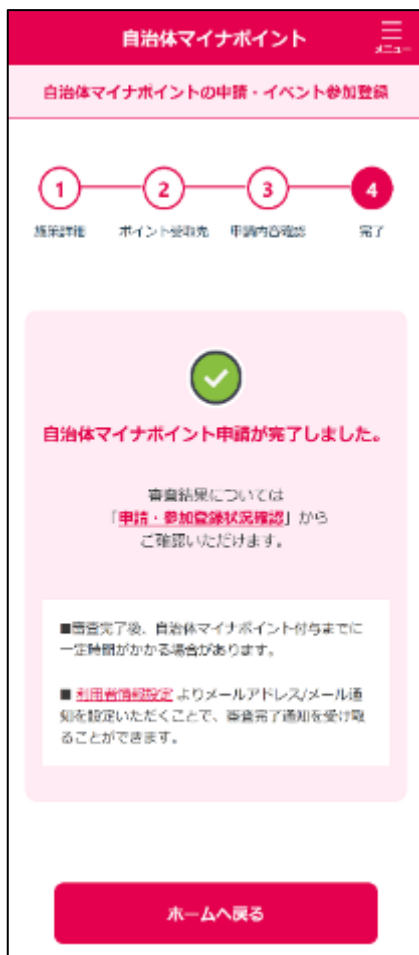 自治体マイナポイント
メニュー
自治体マイナポイントの申請・イベント参加登録
1
2
3
4
施策詳細
ポイント受取先
申請内容確認
完了
自治体マイナポイント申請が完了しました。
審査結果については
「申請・参加登録状況確認」から
ご確認いただけます。
■審査完了後、自治体マイナポイント付与までに
一定時間がかかる場合があります。
■ 利用者情報設定 よりメールアドレス/メール通
知を設定いただくことで、審査完了通知を受け取
ることができます。
ホームへ戻る